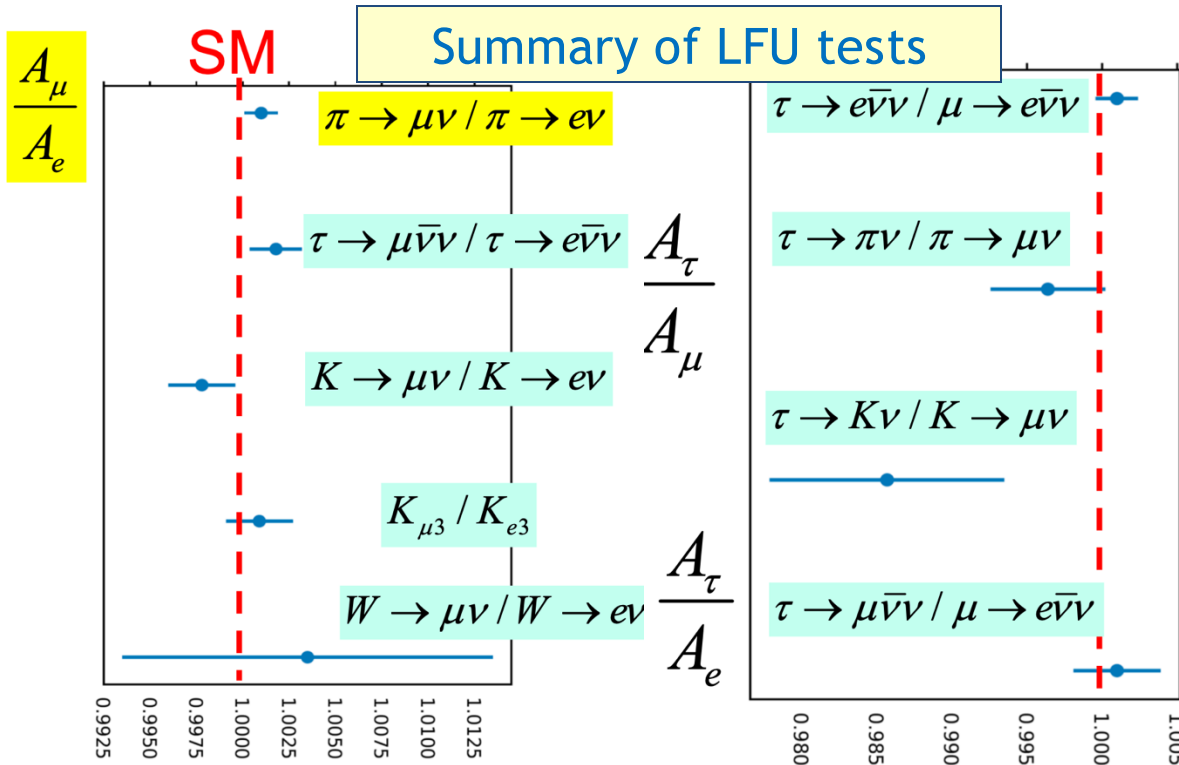 Summary of LFU tests
SM
A_μ
A_e
π → μν / π → eν
τ → μν̅ν / τ → eν̅ν
K → μν / K → eν
K_μ3 / K_e3
W → μν / W → eν
0.9925
0.9950
0.9975
1.0000
1.0025
1.0050
1.0075
1.0100
1.0125
A_τ
A_μ
A_τ
A_e
τ → eν̅ν / μ → eν̅ν
τ → πν / π → μν
τ → Kν / K → μν
τ → μν̅ν / μ → eν̅ν
0.980
0.985
0.990
0.995
1.000
1.005